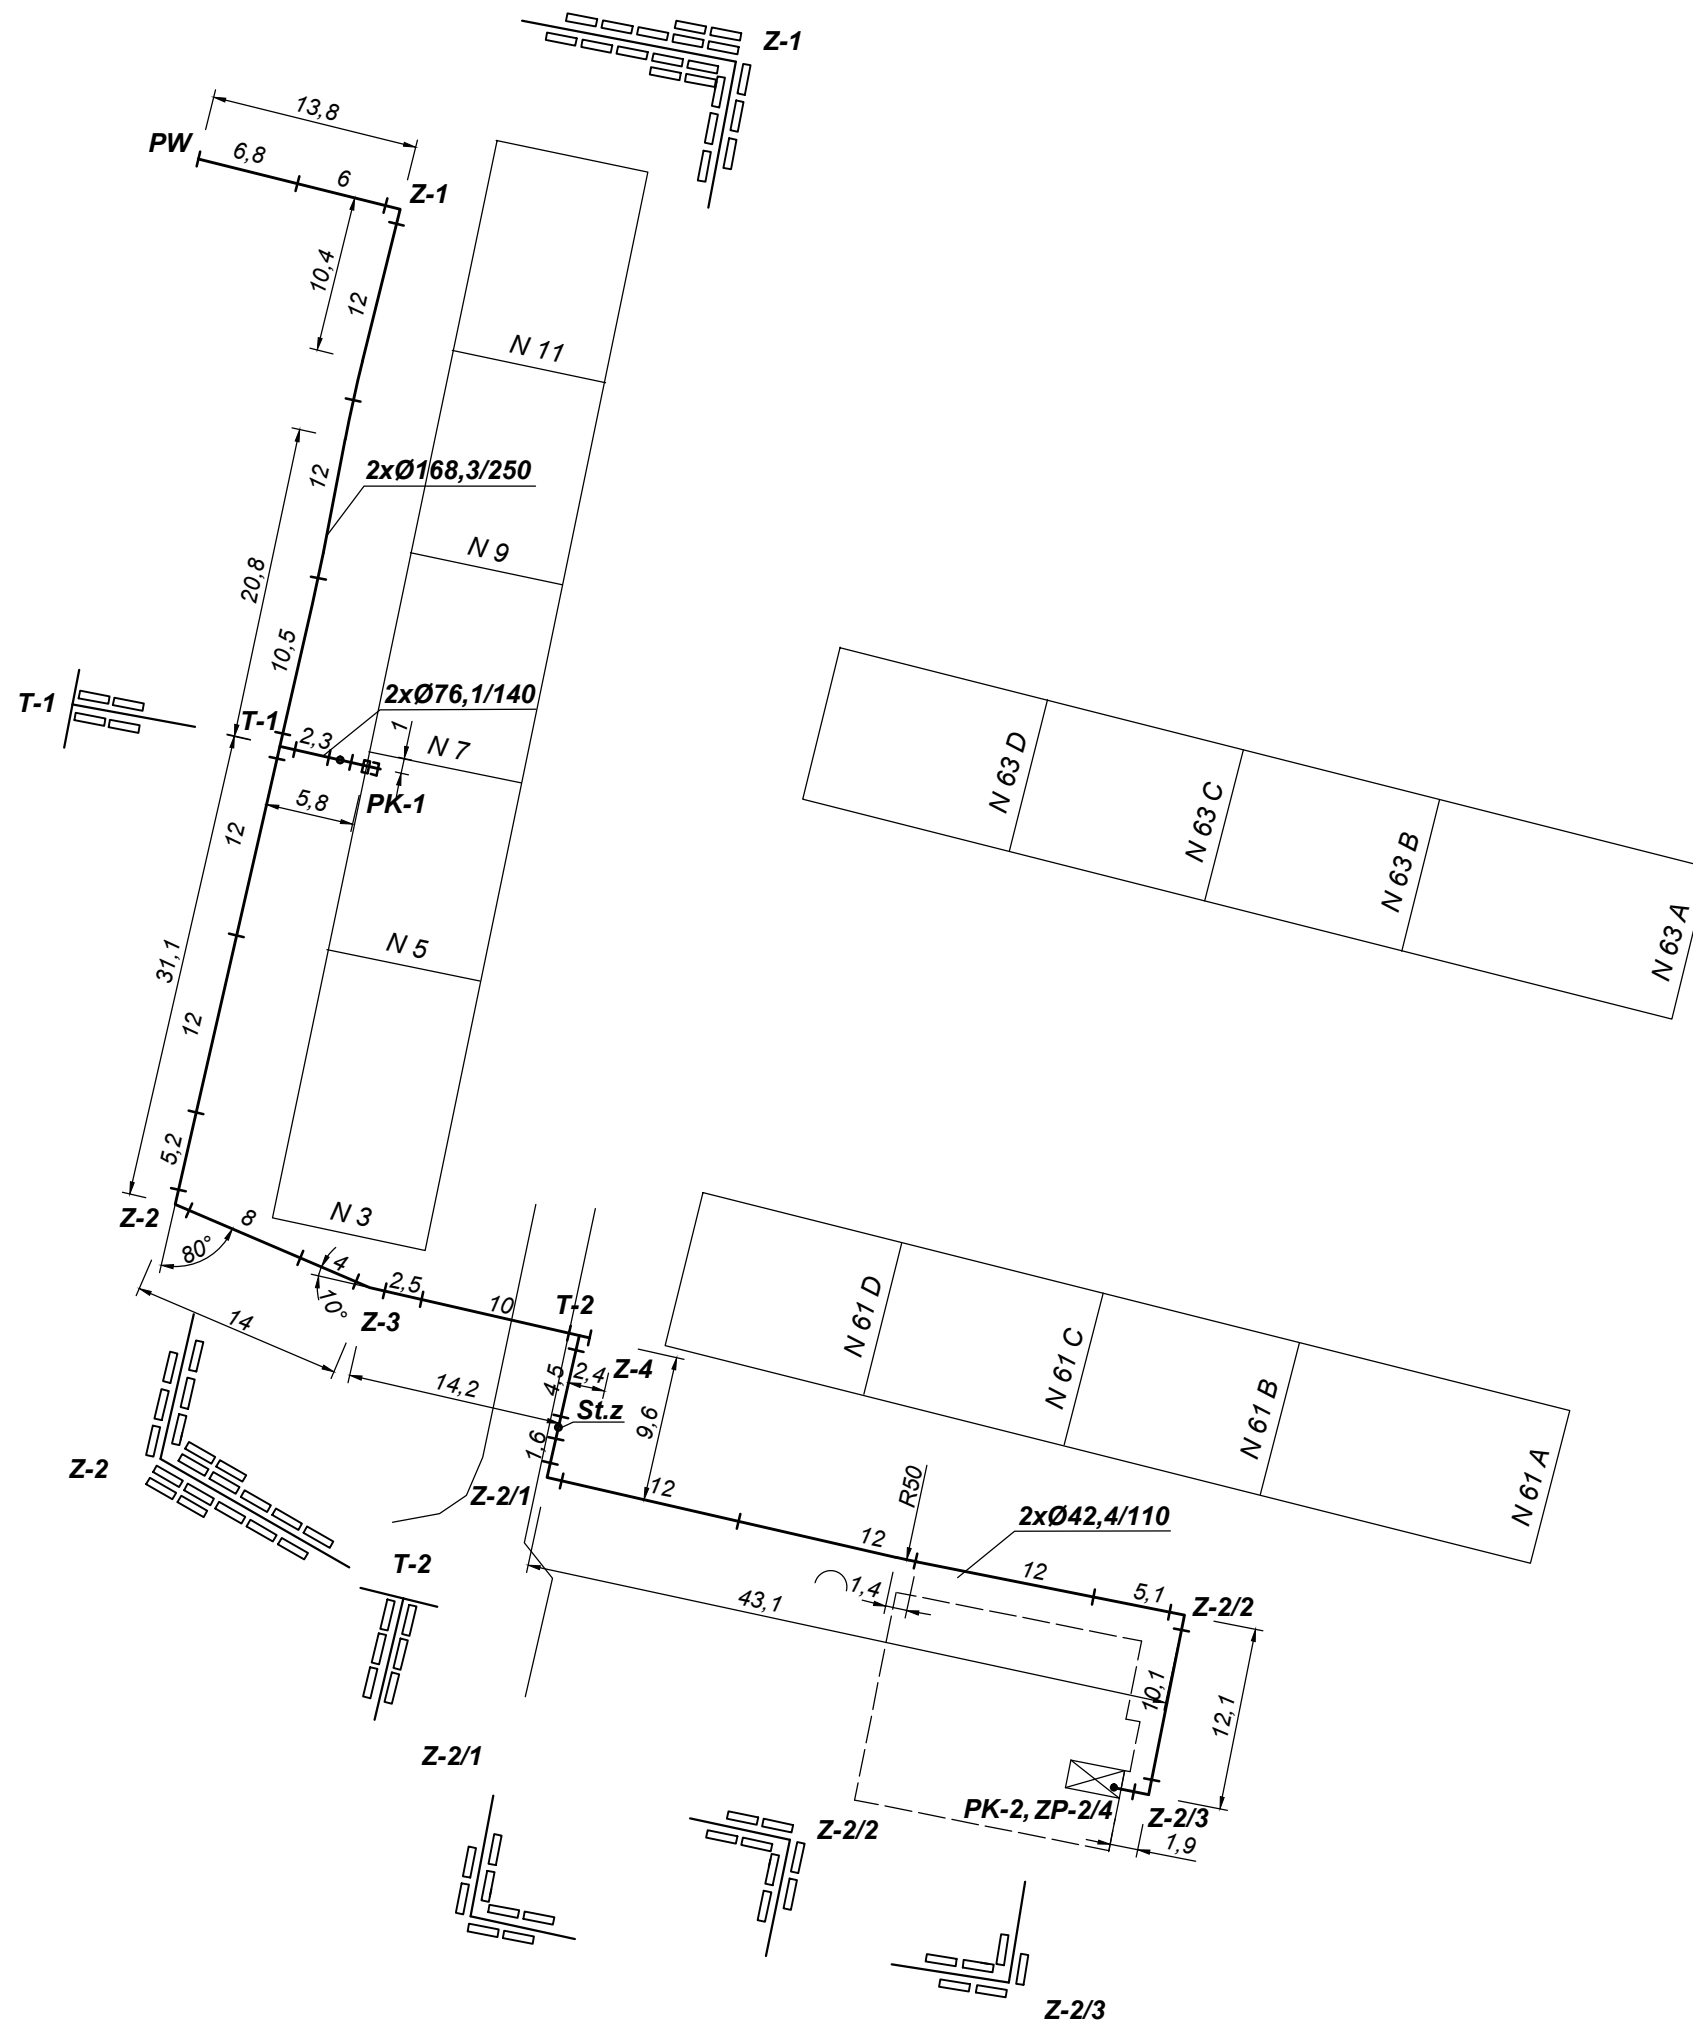 Z-1
13,8
PW
6,8
6
Z-1
10,4
12
N 11
12
2xØ168,3/250
N 9
20,8
10,5
2xØ76,1/140
T-1
T-1
2,3
1
N 7
5,8
PK-1
12
N 63 D
N 63 C
N 63 B
N 63 A
N 5
31,1
12
5,2
Z-2
8
N 3
80°
4
10°
2,5
Z-3
10
T-2
14
14,2
4,5
2,4
Z-4
St.z
1,6
9,6
N 61 D
N 61 C
N 61 B
N 61 A
Z-2
Z-2/1
12
R50
12
2xØ42,4/110
12
5,1
Z-2/2
T-2
1,4
43,1
10,1
12,1
Z-2/1
PK-2, ZP-2/4
Z-2/3
Z-2/2
1,9
Z-2/3